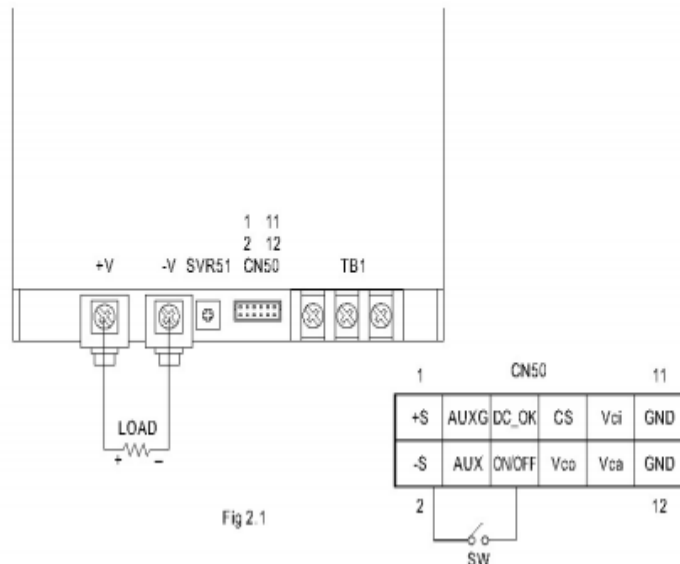 1 11
2 12
+V -V SVR51 CN50 TB1
LOAD
+ –
1 CN50 11
+S AUXG DC_OK CS Vci GND
-S AUX ON/OFF Vco Vca GND
2 12
SW
Fig 2.1